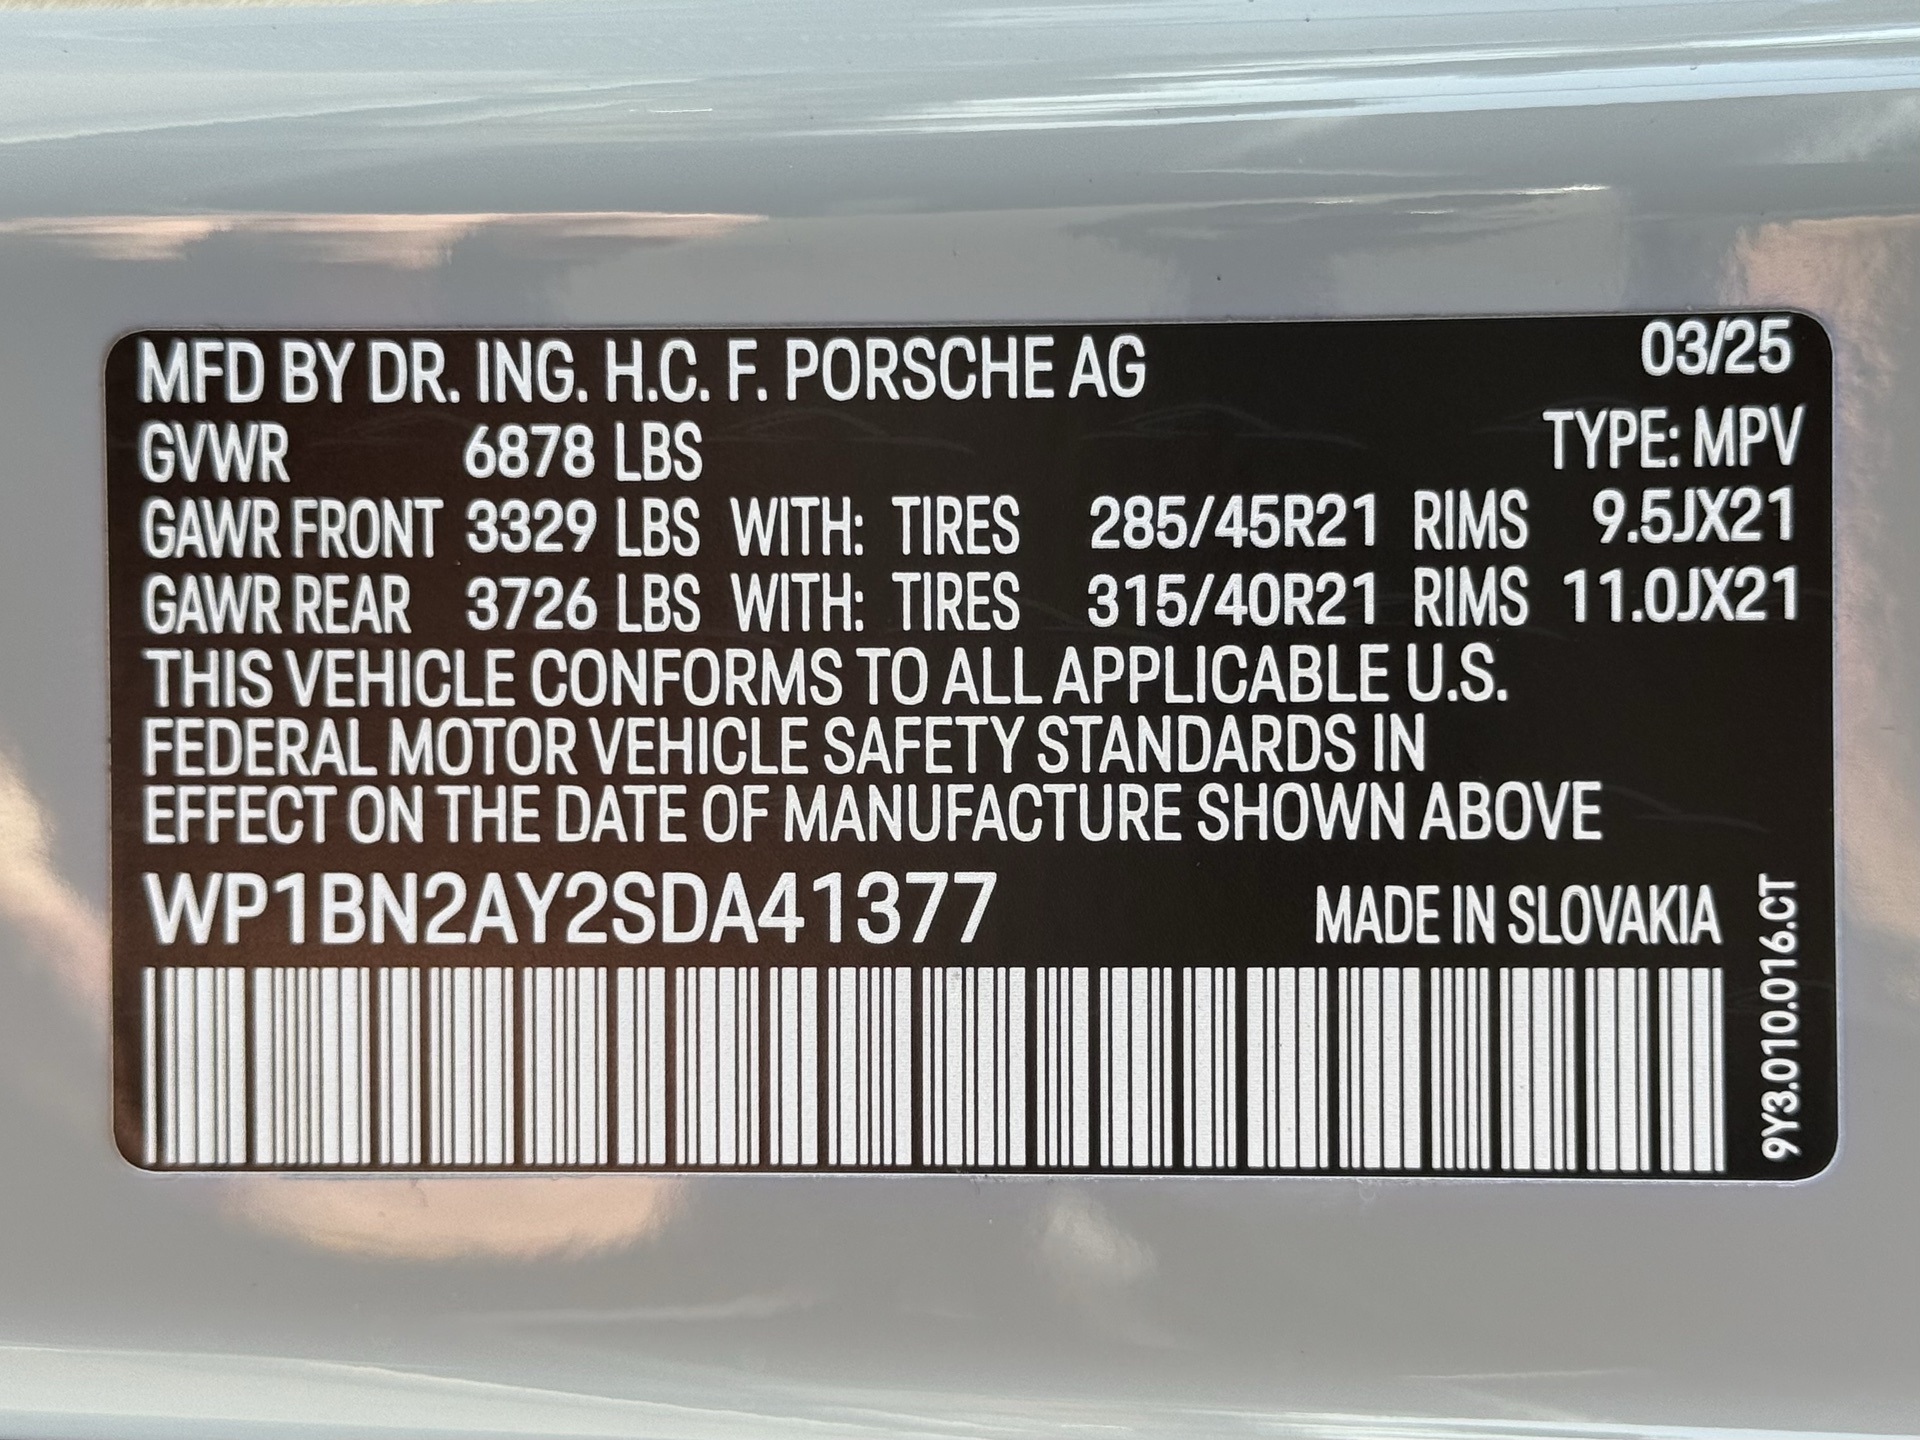 MFD BY DR. ING. H.C. F. PORSCHE AG 03/25
GVWR 6878 LBS TYPE: MPV
GAWR FRONT 3329 LBS WITH: TIRES 285/45R21 RIMS 9.5JX21
GAWR REAR 3726 LBS WITH: TIRES 315/40R21 RIMS 11.0JX21
THIS VEHICLE CONFORMS TO ALL APPLICABLE U.S.
FEDERAL MOTOR VEHICLE SAFETY STANDARDS IN
EFFECT ON THE DATE OF MANUFACTURE SHOWN ABOVE
WP1BN2AY2SDA41377 MADE IN SLOVAKIA
9Y3.010.016.CT